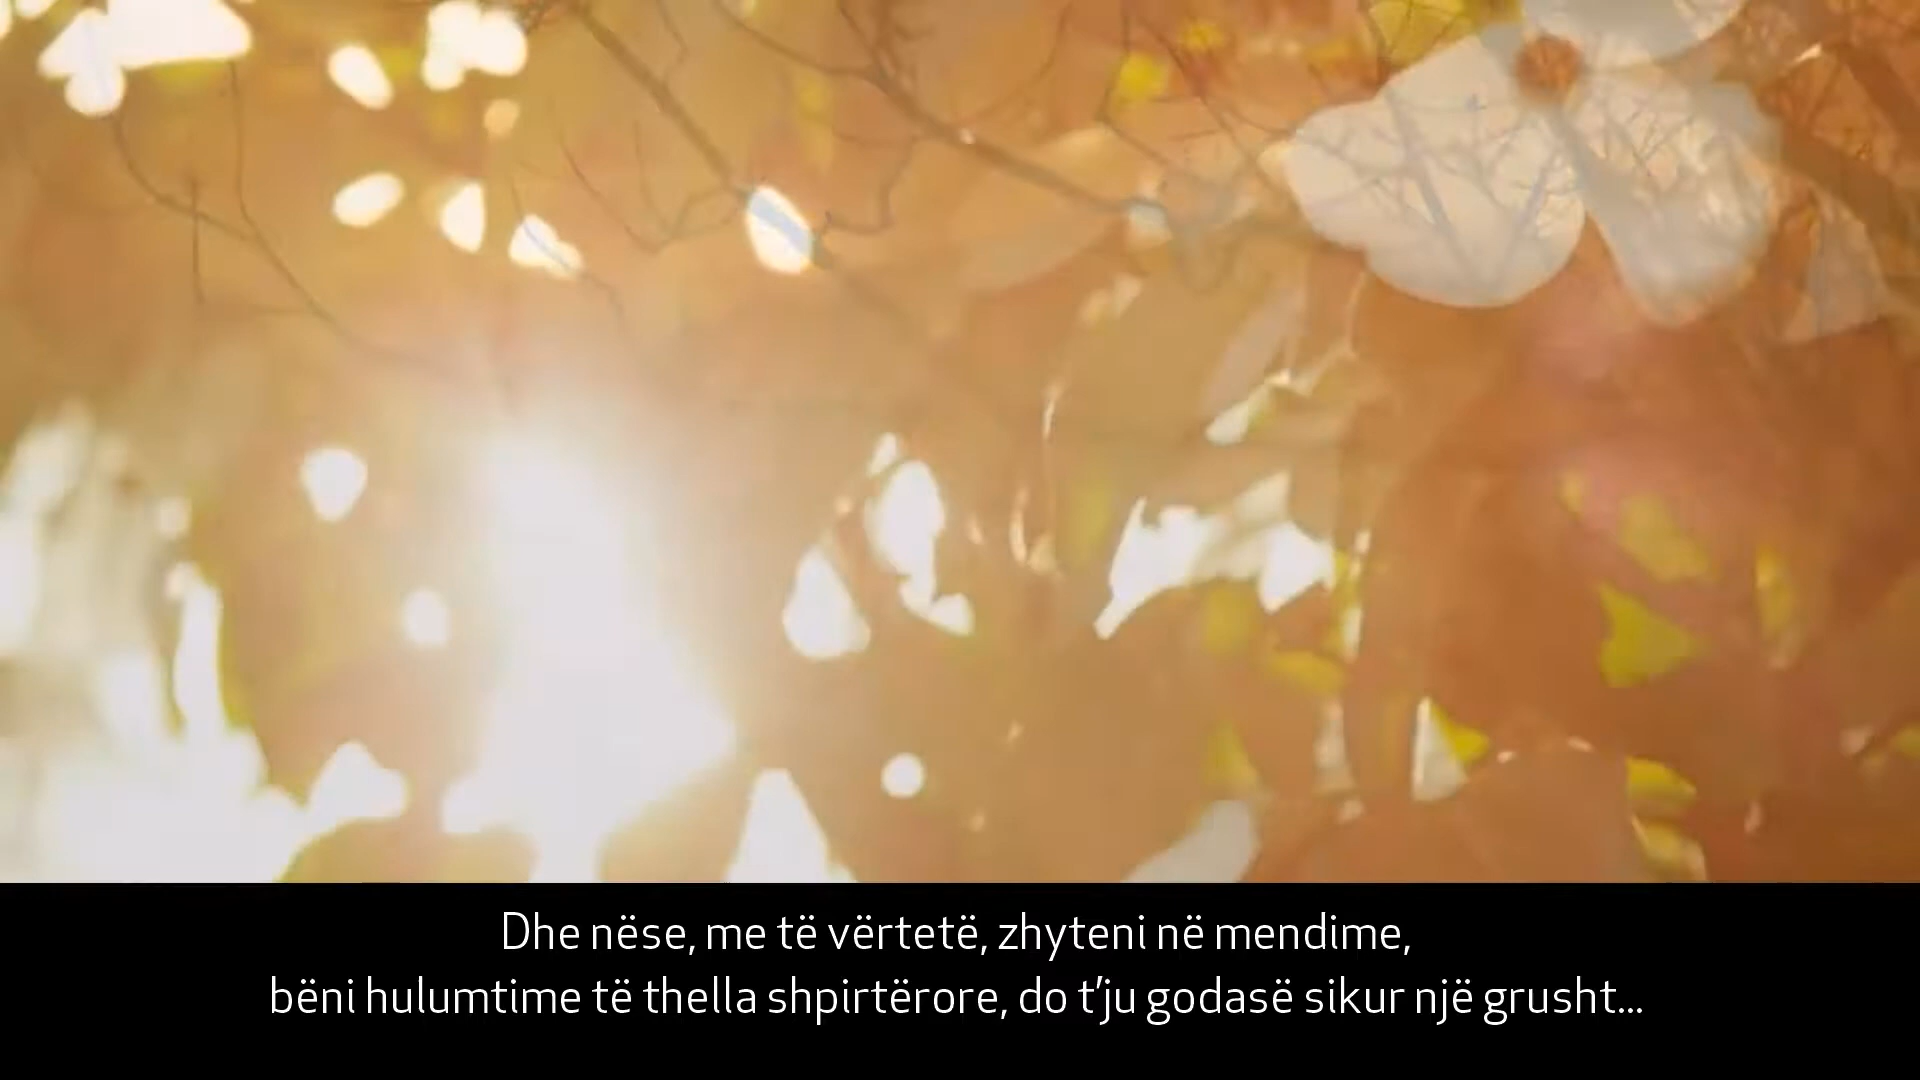 Dhe nëse, me të vërtetë, zhyteni në mendime,
bëni hulumtime të thella shpirtërore, do t'ju godasë sikur një grusht...